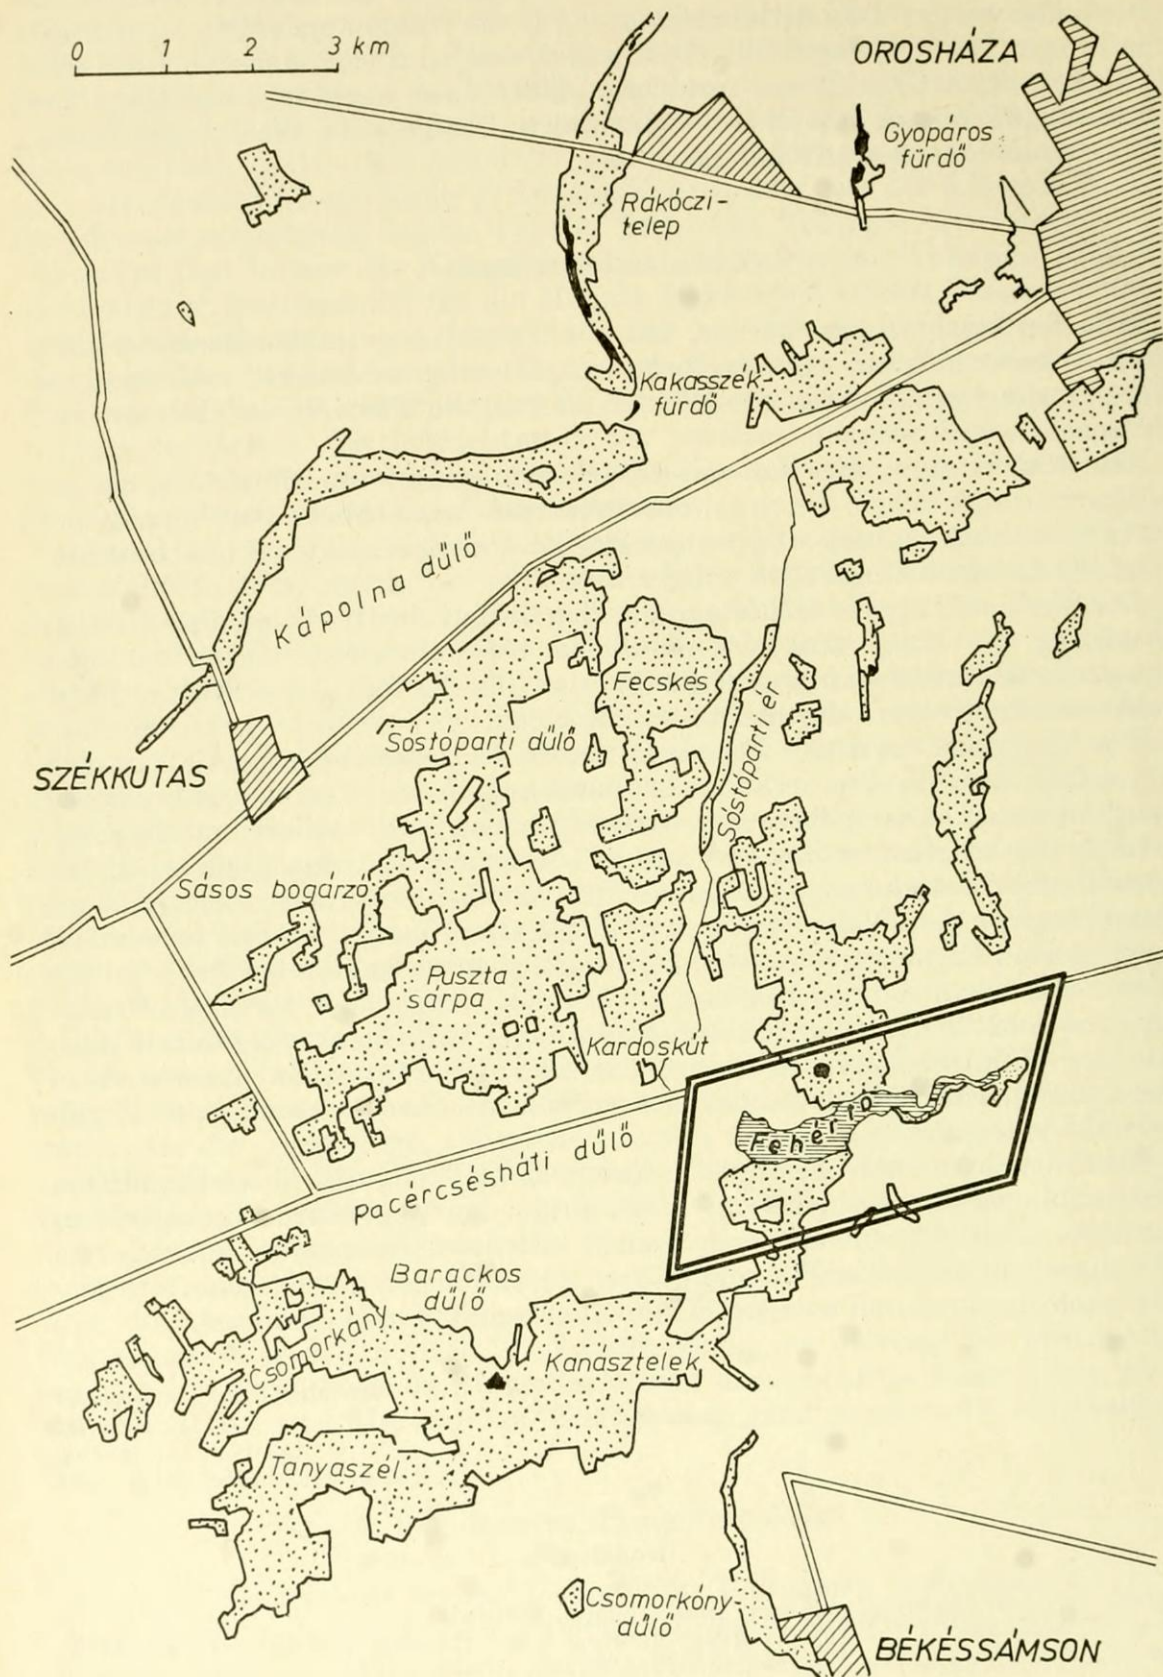 0 1 2 3 km
OROSHÁZA
Gyopáros
fürdő
Rákóczi-
telep
Kakasszék-
fürdő
Kápolna dűlő
Fecskés
Sóstóparti dűlő
Sóstóparti ér
SZÉKKUTAS
Sásos bogárzó
Puszta
sárpa
Kardoskút
Fehér tó
Pacércsésháti dűlő
Barackos
dűlő
Csomorkány
Kanásztelek
Tanyaszél
Csomorkóny-
dűlő
BÉKÉSSÁMSON